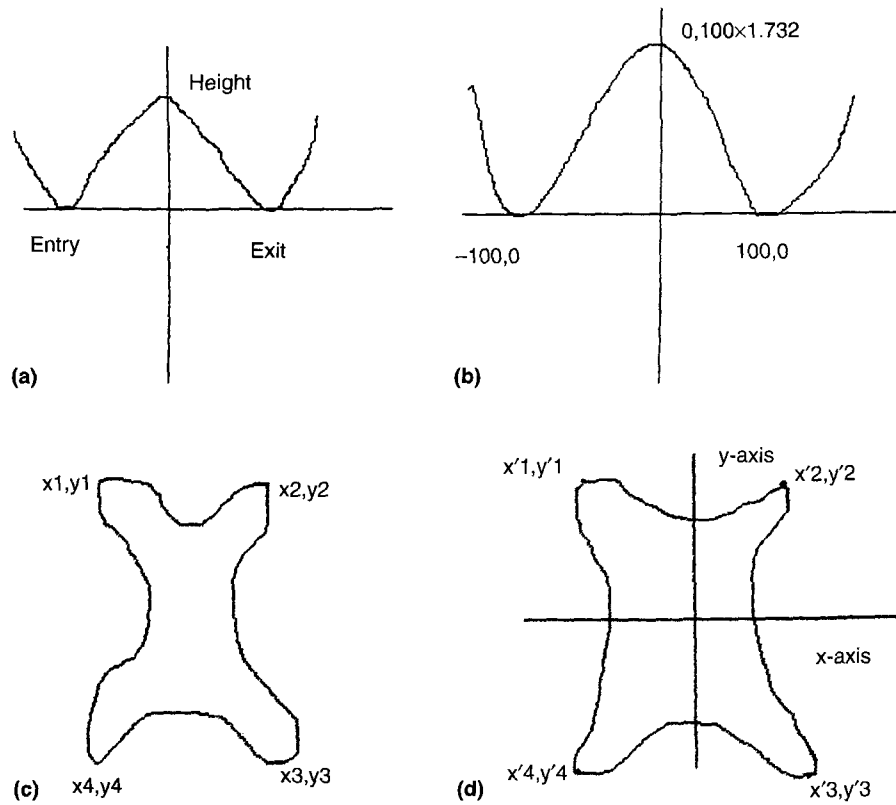 Height
Entry
Exit
(a)
0,100×1.732
−100,0
100,0
(b)
x1,y1
x2,y2
x4,y4
x3,y3
(c)
x′1,y′1
y-axis
x′2,y′2
x-axis
x′4,y′4
x′3,y′3
(d)